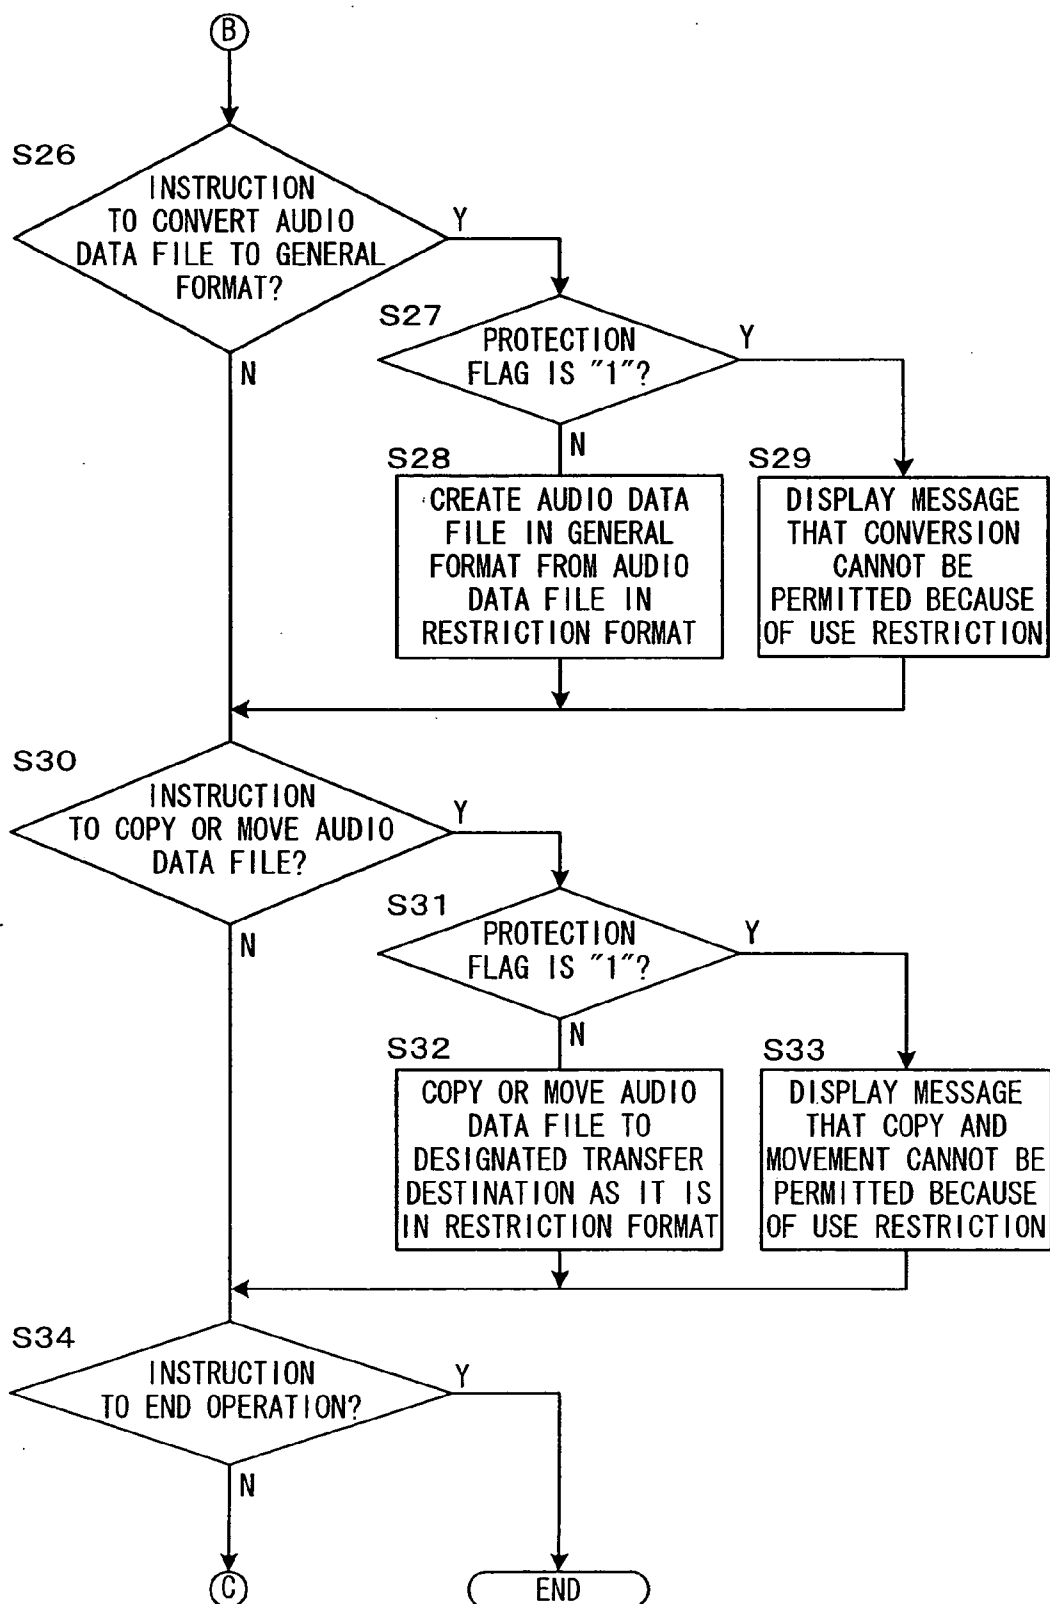 B
S26
INSTRUCTION
TO CONVERT AUDIO
DATA FILE TO GENERAL
FORMAT?
Y
N
S27
PROTECTION
FLAG IS "1"?
Y
N
S28
CREATE AUDIO DATA
FILE IN GENERAL
FORMAT FROM AUDIO
DATA FILE IN
RESTRICTION FORMAT
S29
DISPLAY MESSAGE
THAT CONVERSION
CANNOT BE
PERMITTED BECAUSE
OF USE RESTRICTION
S30
INSTRUCTION
TO COPY OR MOVE AUDIO
DATA FILE?
Y
N
S31
PROTECTION
FLAG IS "1"?
Y
N
S32
COPY OR MOVE AUDIO
DATA FILE TO
DESIGNATED TRANSFER
DESTINATION AS IT IS
IN RESTRICTION FORMAT
S33
DISPLAY MESSAGE
THAT COPY AND
MOVEMENT CANNOT BE
PERMITTED BECAUSE
OF USE RESTRICTION
S34
INSTRUCTION
TO END OPERATION?
Y
N
C
END